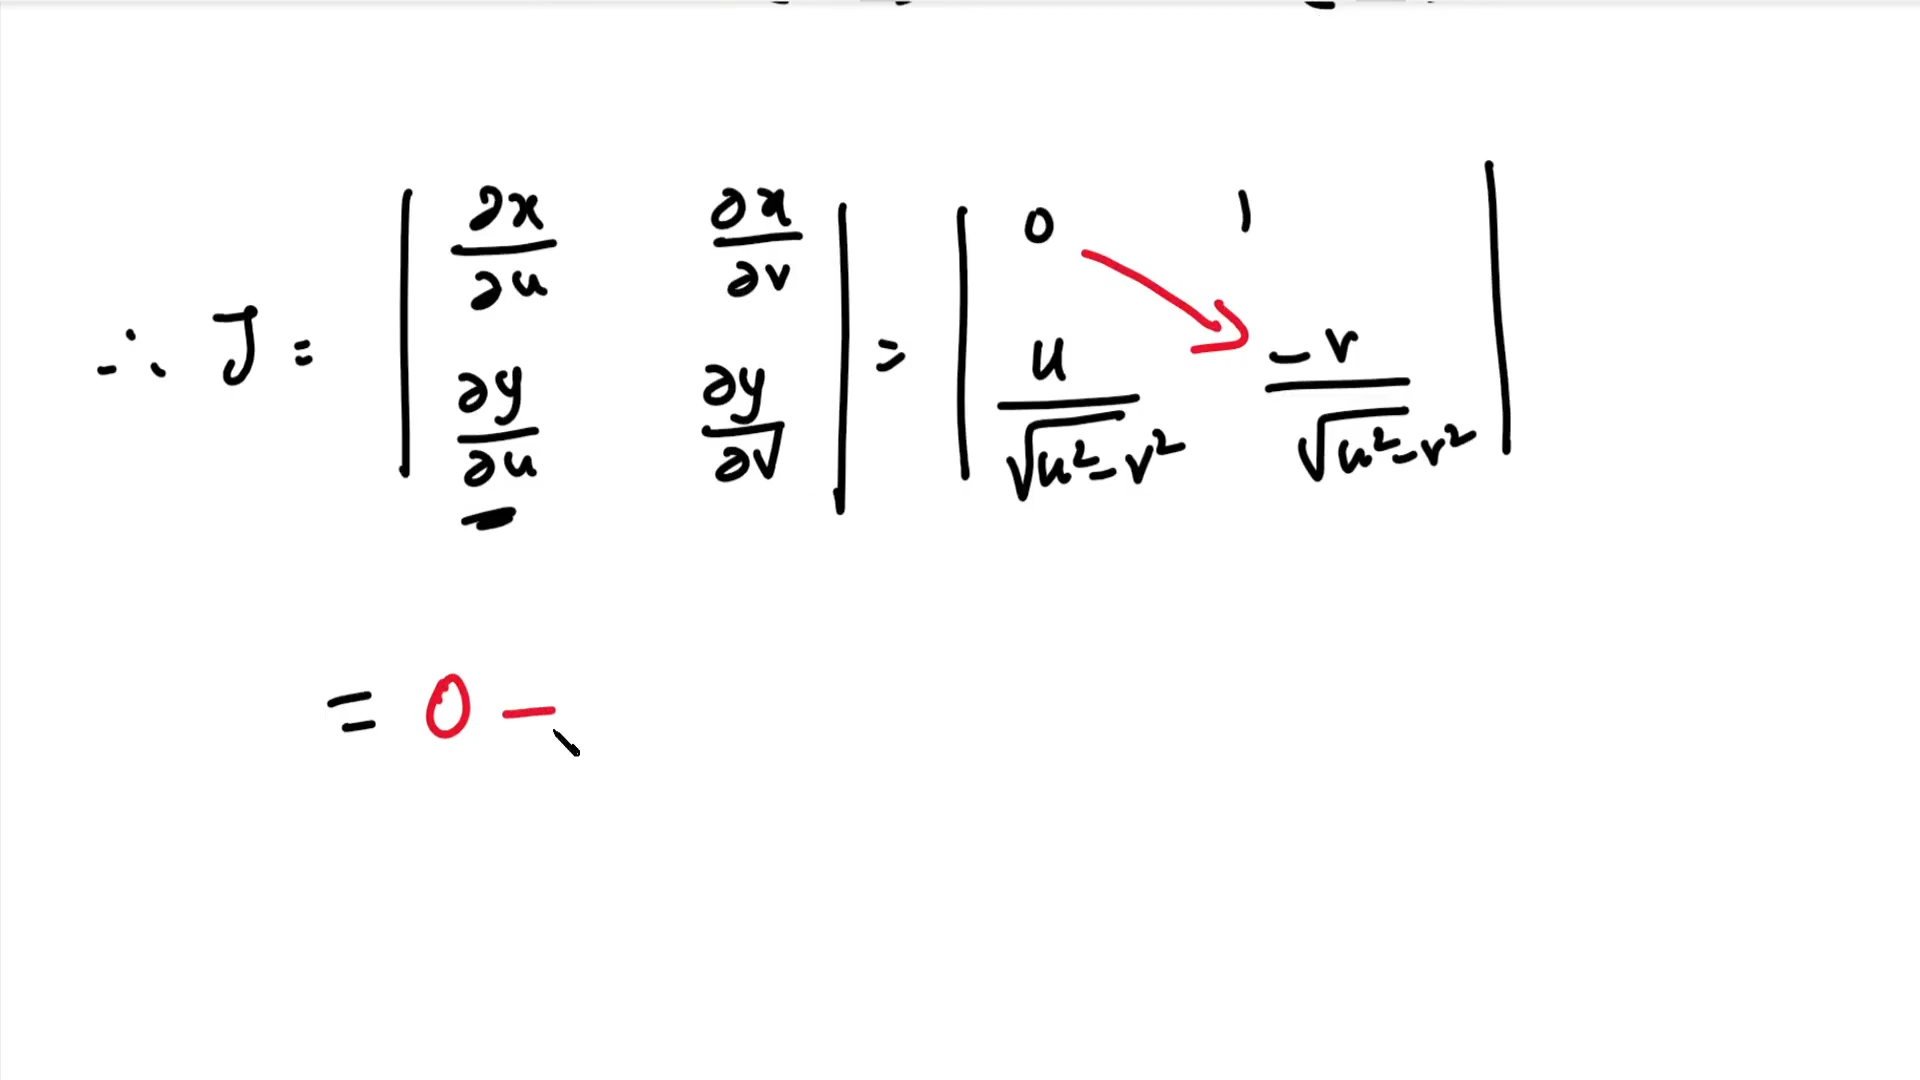 ∴ J = | ∂x/∂u ∂x/∂v ; ∂y/∂u ∂y/∂v | = | 0 1 ; u/√(u²-v²) -v/√(u²-v²) |
= 0 -